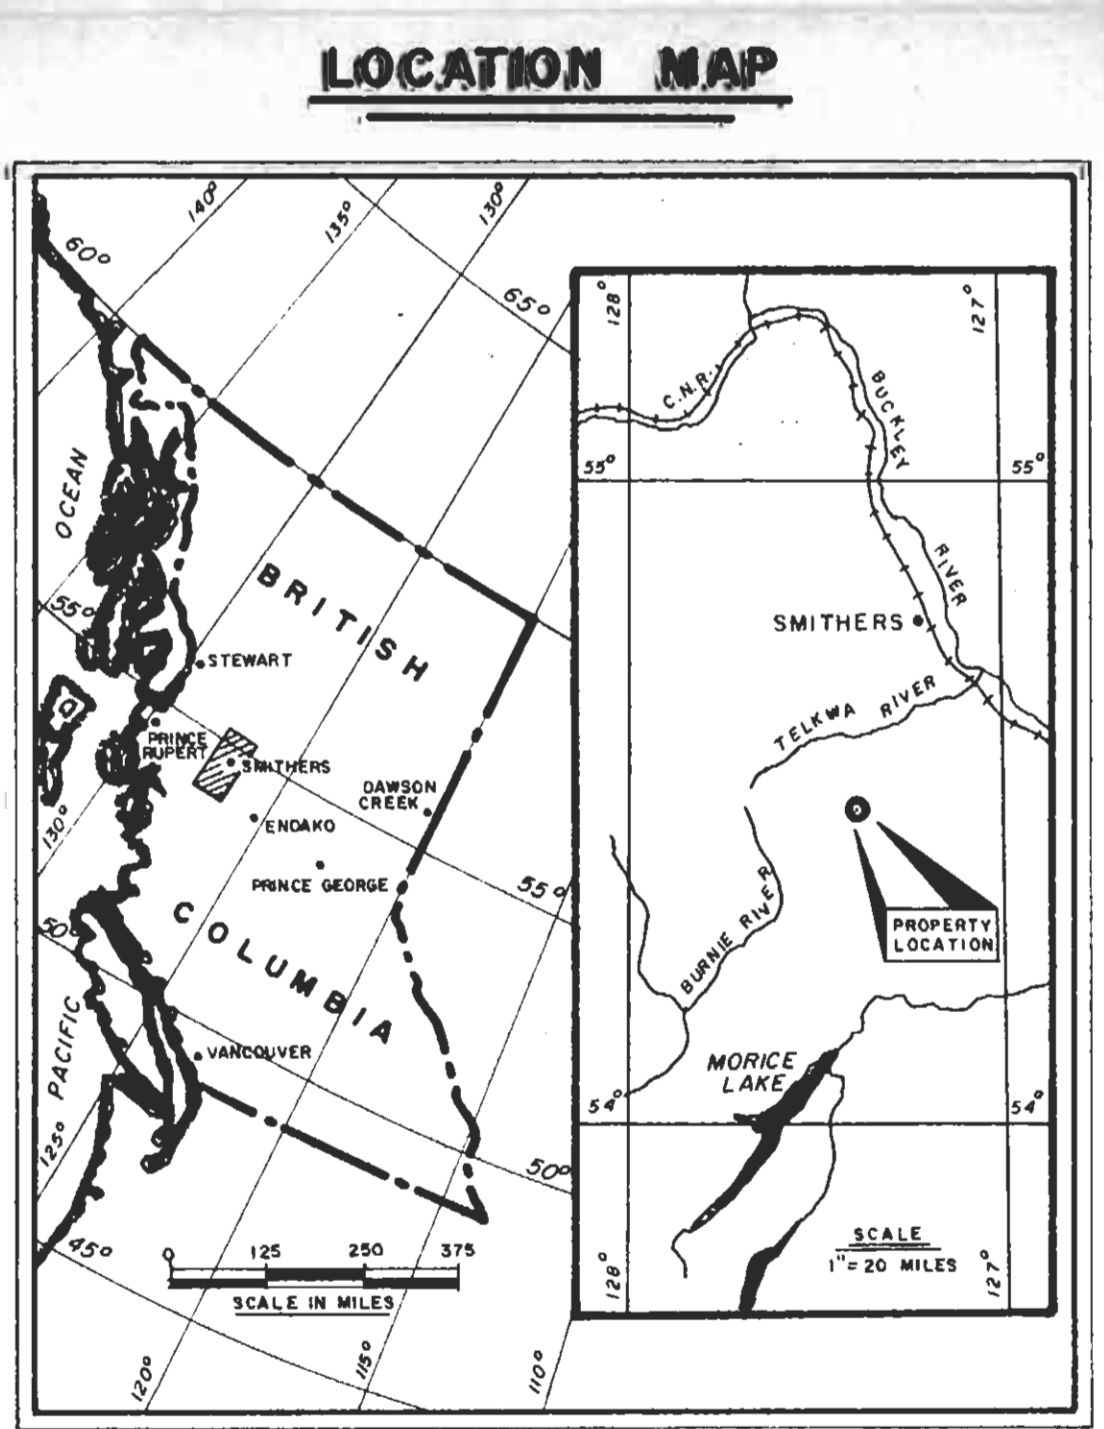 LOCATION MAP
140°
135°
130°
60°
65°
OCEAN
BRITISH
55°
STEWART
PRINCE
RUPERT
SMITHERS
DAWSON
CREEK
ENDAKO
PRINCE GEORGE
130°
55°
COLUMBIA
50°
PACIFIC
VANCOUVER
125°
50°
45°
0 125 250 375
SCALE IN MILES
120°
115°
110°
128°
127°
C.N.R.
BUCKLEY
RIVER
55°
55°
SMITHERS
TELKWA RIVER
BURNIE RIVER
PROPERTY
LOCATION
MORICE
LAKE
54°
54°
SCALE
1"= 20 MILES
128°
127°